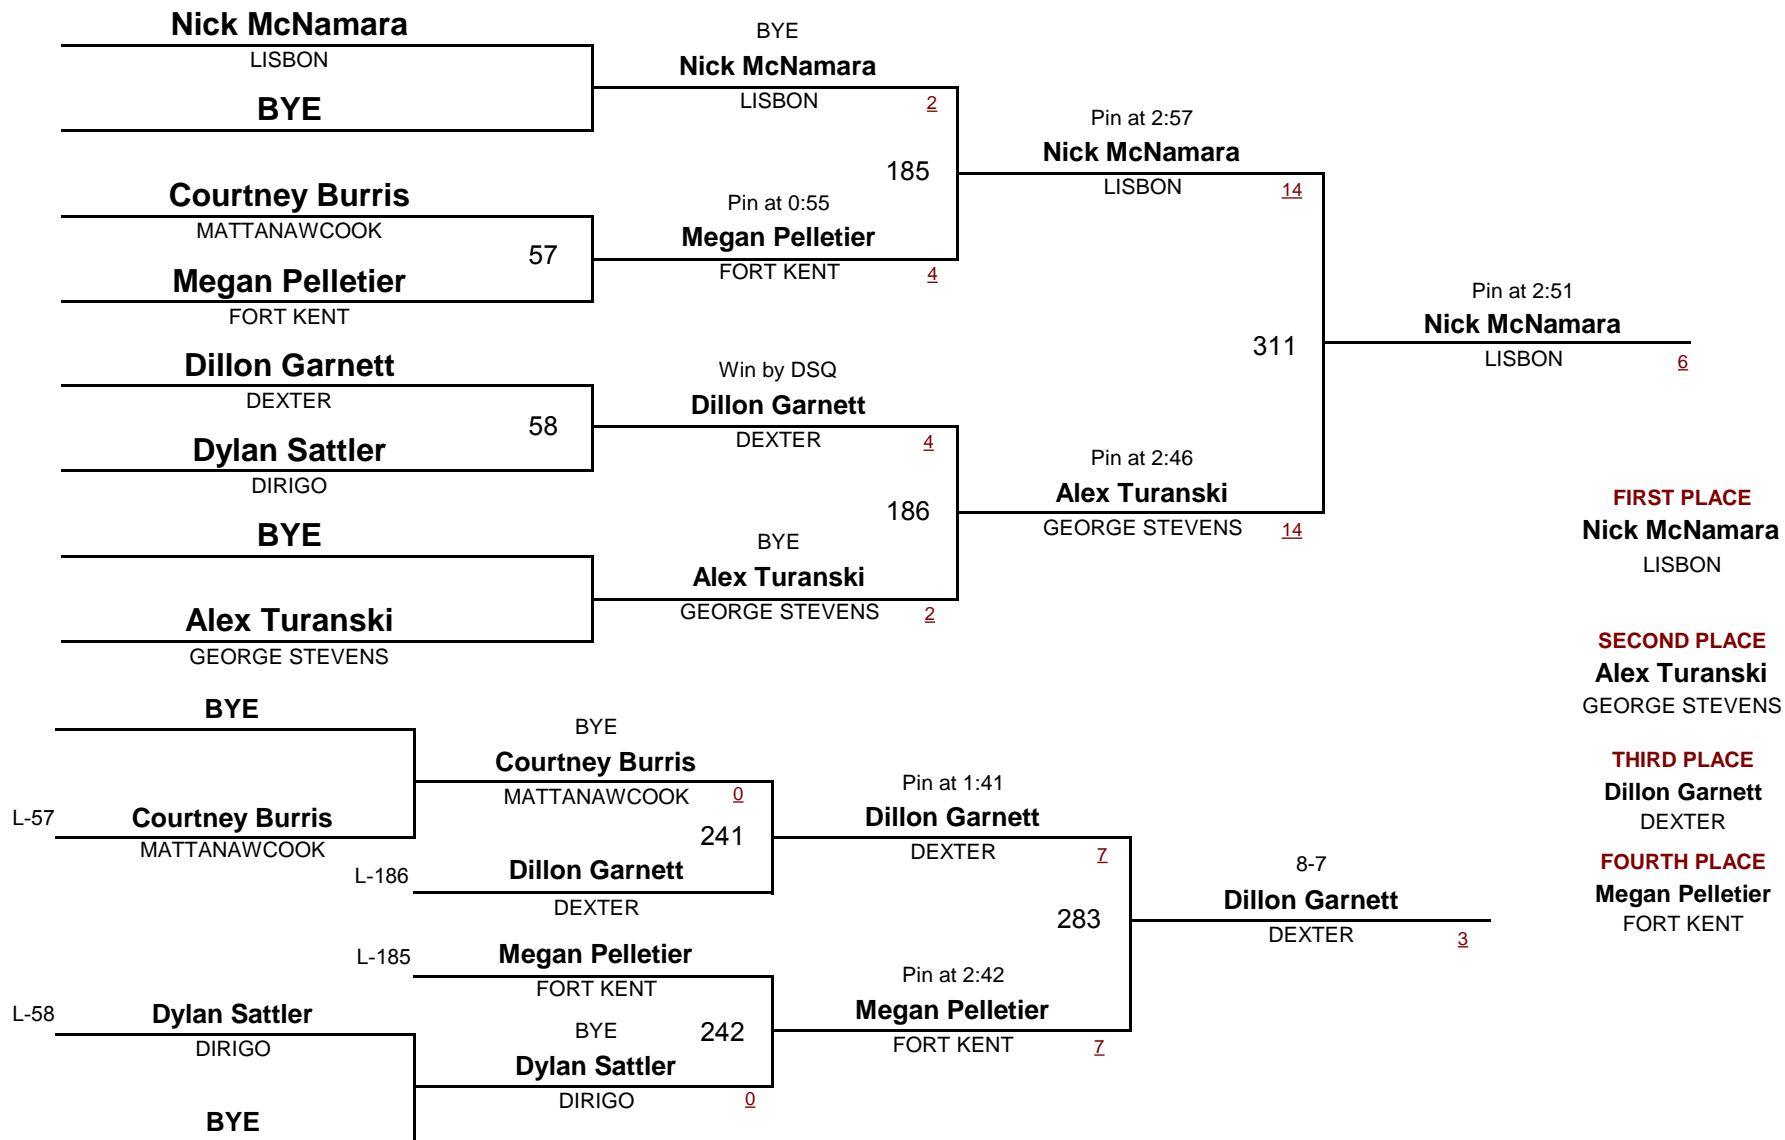 Nick McNamara
LISBON
BYE
Courtney Burris
MATTANAWCOOK
57
Megan Pelletier
FORT KENT
Dillon Garnett
DEXTER
58
Dylan Sattler
DIRIGO
BYE
Alex Turanski
GEORGE STEVENS
BYE
Nick McNamara
LISBON 2
185
Pin at 0:55
Megan Pelletier
FORT KENT 4
Win by DSQ
Dillon Garnett
DEXTER 4
186
BYE
Alex Turanski
GEORGE STEVENS 2
Pin at 2:57
Nick McNamara
LISBON 14
311
Pin at 2:46
Alex Turanski
GEORGE STEVENS 14
Pin at 2:51
Nick McNamara
LISBON 6
FIRST PLACE
Nick McNamara
LISBON
SECOND PLACE
Alex Turanski
GEORGE STEVENS
THIRD PLACE
Dillon Garnett
DEXTER
FOURTH PLACE
Megan Pelletier
FORT KENT
BYE
L-57 Courtney Burris
MATTANAWCOOK
L-58 Dylan Sattler
DIRIGO
BYE
BYE
Courtney Burris
MATTANAWCOOK 0
241
L-186 Dillon Garnett
DEXTER
L-185 Megan Pelletier
FORT KENT
BYE 242
Dylan Sattler
DIRIGO 0
Pin at 1:41
Dillon Garnett
DEXTER 7
283
Pin at 2:42
Megan Pelletier
FORT KENT 7
8-7
Dillon Garnett
DEXTER 3